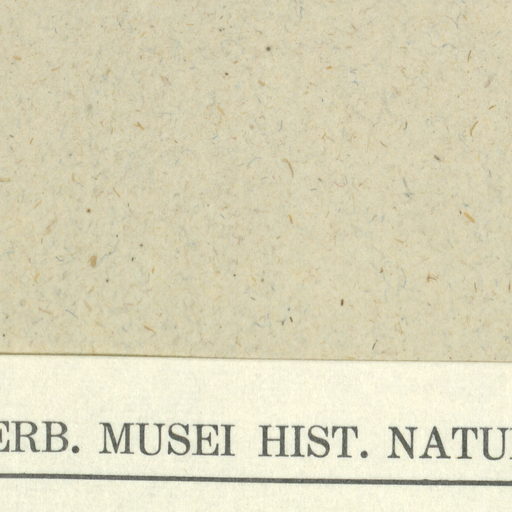 ERB. MUSEI HIST. NATU